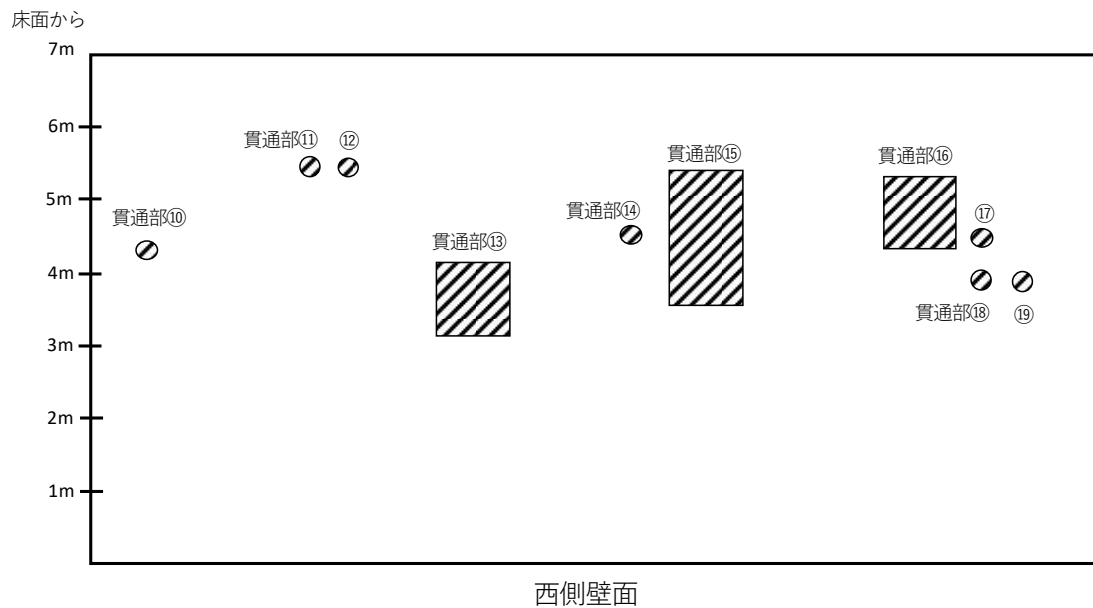 床面から
7m
6m
貫通部⑪ ⑫
貫通部⑮
貫通部⑯
5m
貫通部⑩
貫通部⑭
⑰
貫通部⑬
4m
貫通部⑱ ⑲
3m
2m
1m
西側壁面